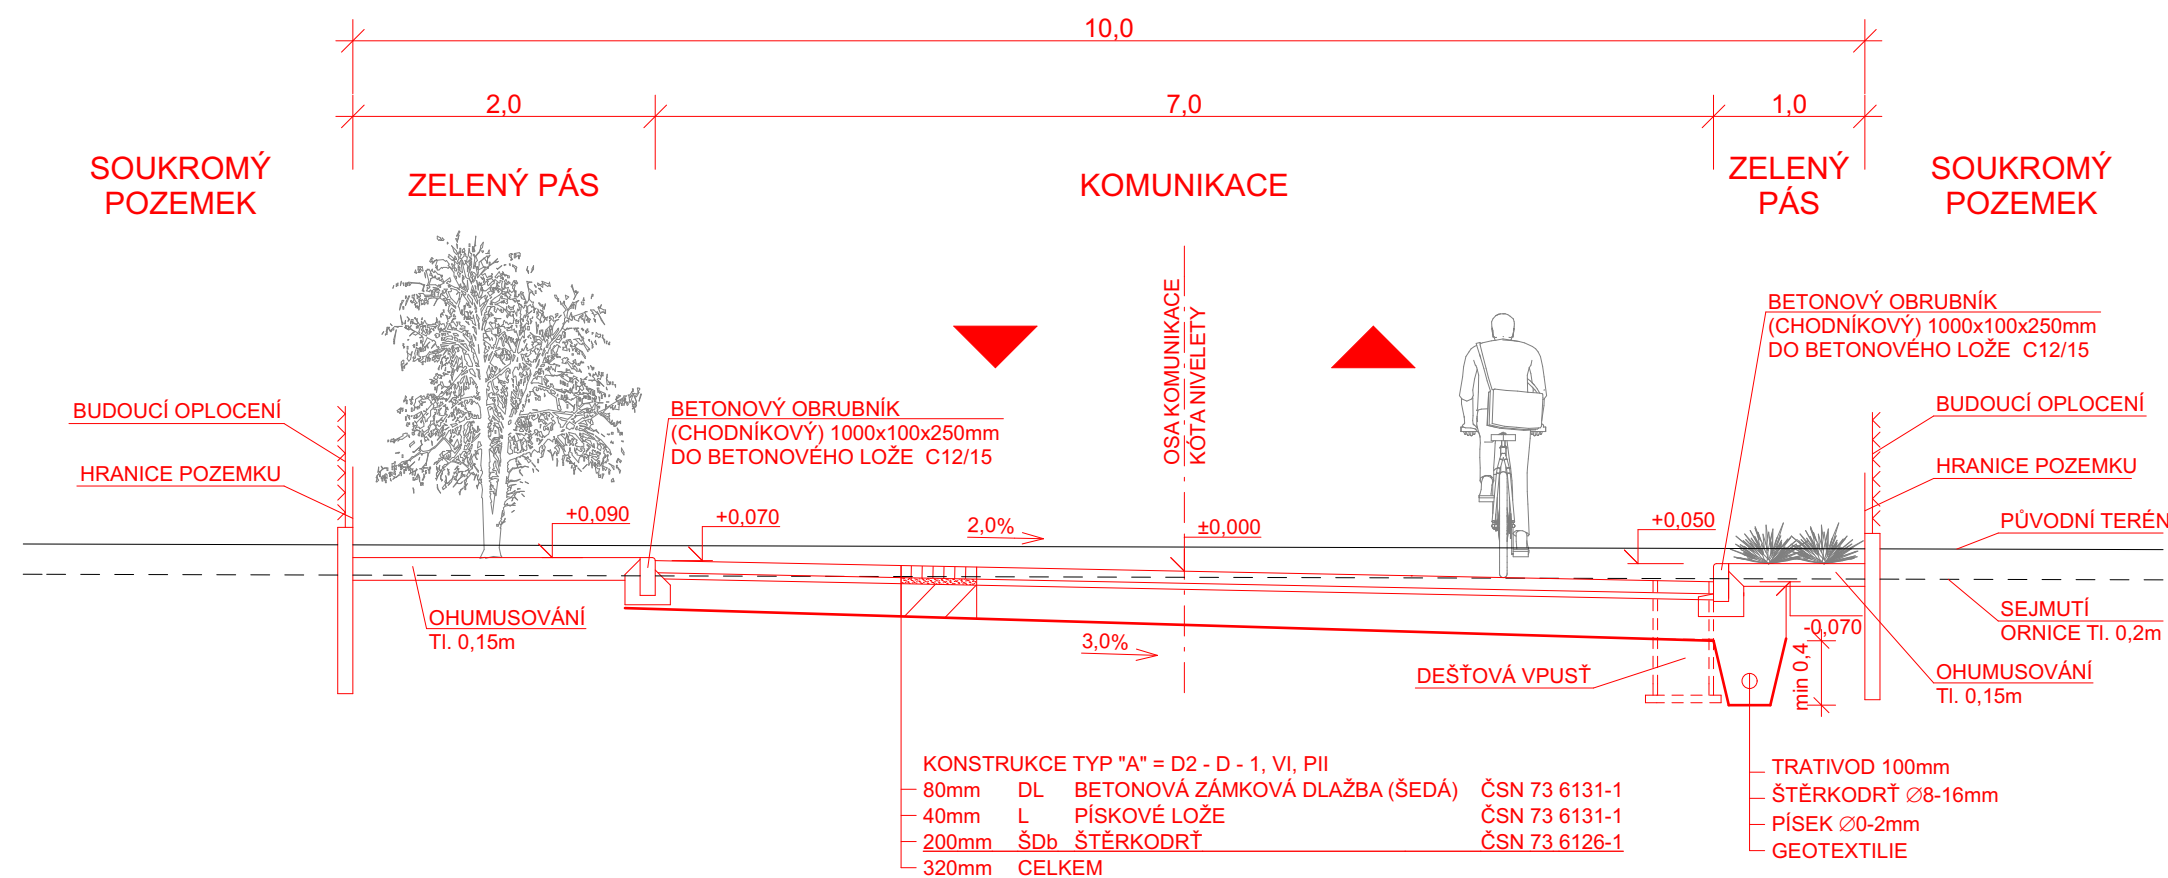 10,0
2,0
7,0
1,0
SOUKROMÝ
POZEMEK
ZELENÝ PÁS
KOMUNIKACE
ZELENÝ
PÁS
SOUKROMÝ
POZEMEK
OSA KOMUNIKACE
KÓTA NIVELETY
BETONOVÝ OBRUBNÍK
(CHODNÍKOVÝ) 1000x100x250mm
DO BETONOVÉHO LOŽE C12/15
BUDOUCÍ OPLOCENÍ
HRANICE POZEMKU
BETONOVÝ OBRUBNÍK
(CHODNÍKOVÝ) 1000x100x250mm
DO BETONOVÉHO LOŽE C12/15
BUDOUCÍ OPLOCENÍ
HRANICE POZEMKU
+0,090
+0,070
2,0%
±0,000
+0,050
PŮVODNÍ TERÉN
OHUMUSOVÁNÍ
Tl. 0,15m
3,0%
DEŠŤOVÁ VPUSŤ
-0,070
min 0,4
SEJMUTÍ
ORNICE Tl. 0,2m
OHUMUSOVÁNÍ
Tl. 0,15m
KONSTRUKCE TYP "A" = D2 - D - 1, VI, PII
80mm DL BETONOVÁ ZÁMKOVÁ DLAŽBA (ŠEDÁ) ČSN 73 6131-1
40mm L PÍSKOVÉ LOŽE ČSN 73 6131-1
200mm ŠDb ŠTĚRKODRŤ ČSN 73 6126-1
320mm CELKEM
TRATIVOD 100mm
ŠTĚRKODRŤ Ø8-16mm
PÍSEK Ø0-2mm
GEOTEXTILIE